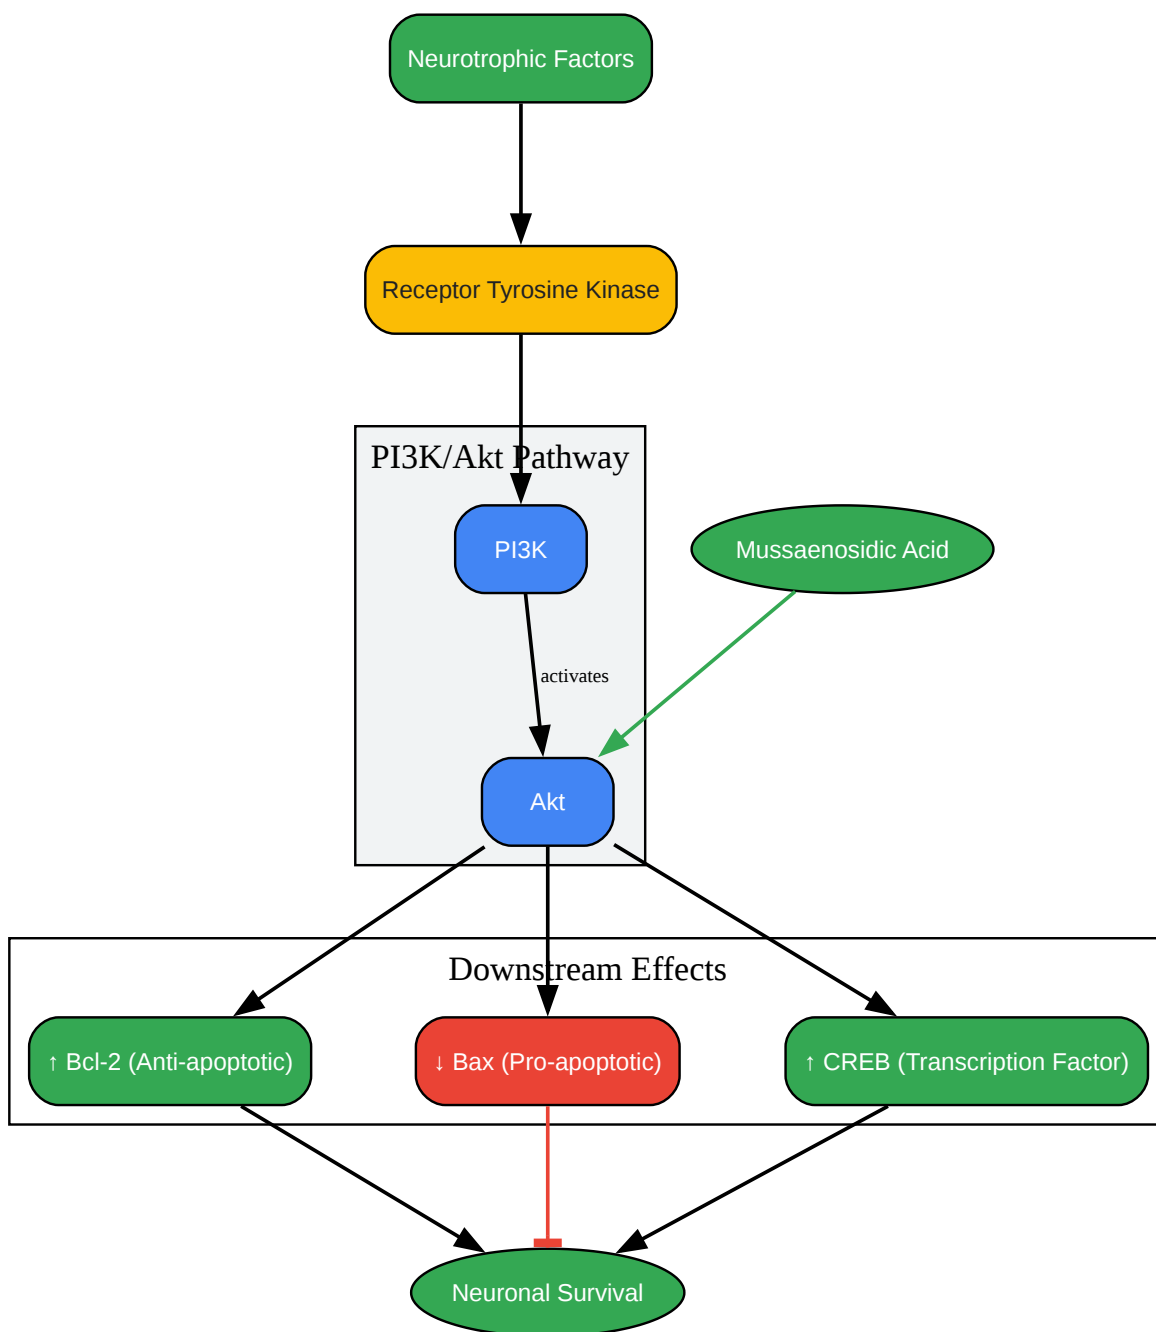 Neurotrophic Factors
Receptor Tyrosine Kinase
PI3K/Akt Pathway
PI3K
Mussaenosidic Acid
activates
Akt
Downstream Effects
↑ Bcl-2 (Anti-apoptotic)
↓ Bax (Pro-apoptotic)
↑ CREB (Transcription Factor)
Neuronal Survival